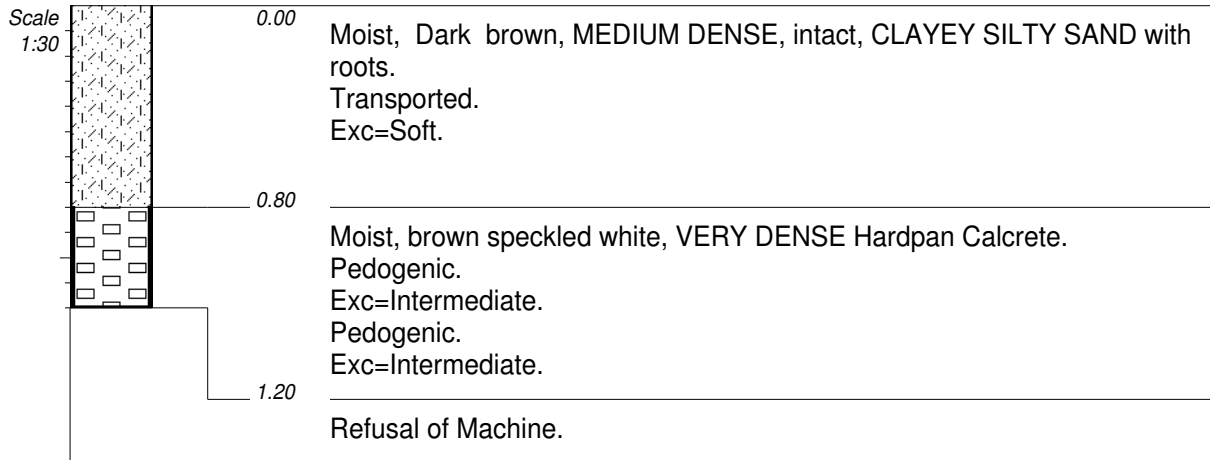 Scale
1:30
0.00
Moist, Dark brown, MEDIUM DENSE, intact, CLAYEY SILTY SAND with
roots.
Transported.
Exc=Soft.
0.80
Moist, brown speckled white, VERY DENSE Hardpan Calcrete.
Pedogenic.
Exc=Intermediate.
Pedogenic.
Exc=Intermediate.
1.20
Refusal of Machine.